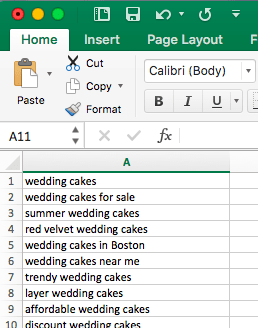 Home Insert Page Layout F
Cut
Copy
Format
Paste
Calibri (Body)
B I U
A11
fx
A
1 wedding cakes
2 wedding cakes for sale
3 summer wedding cakes
4 red velvet wedding cakes
5 wedding cakes in Boston
6 wedding cakes near me
7 trendy wedding cakes
8 layer wedding cakes
9 affordable wedding cakes
10 discount wedding cakes